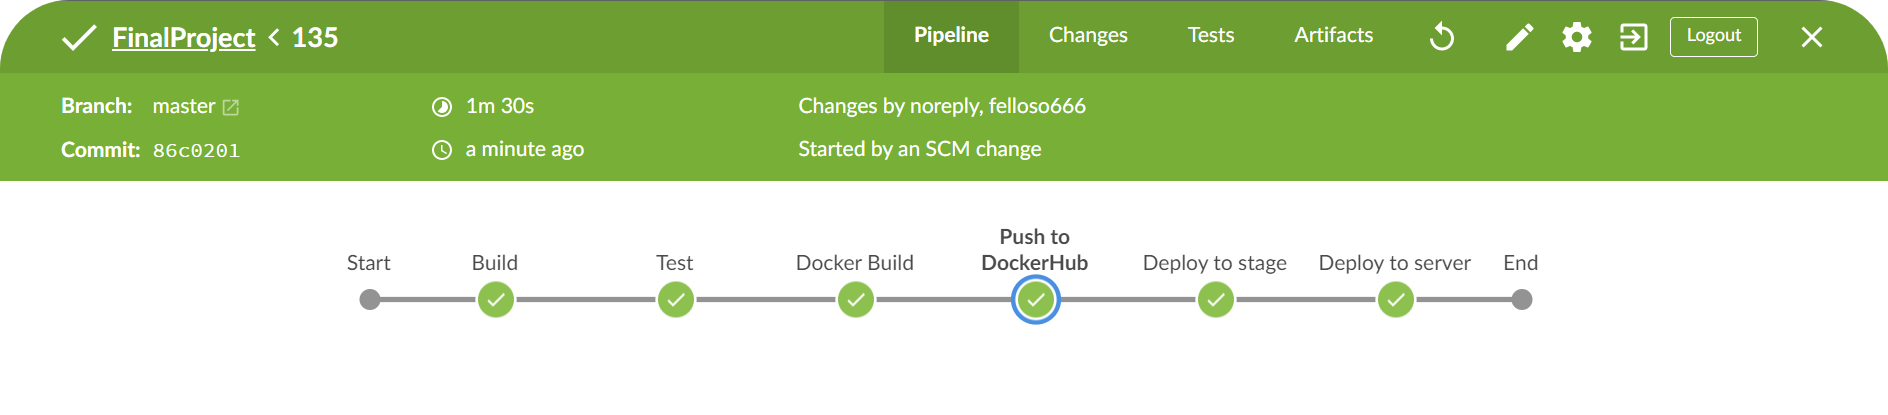 FinalProject < 135
Pipeline
Changes
Tests
Artifacts
Logout
Branch: master
1m 30s
Changes by noreply, felloso666
Commit: 86c0201
a minute ago
Started by an SCM change
Start
Build
Test
Docker Build
Push to
DockerHub
Deploy to stage
Deploy to server
End